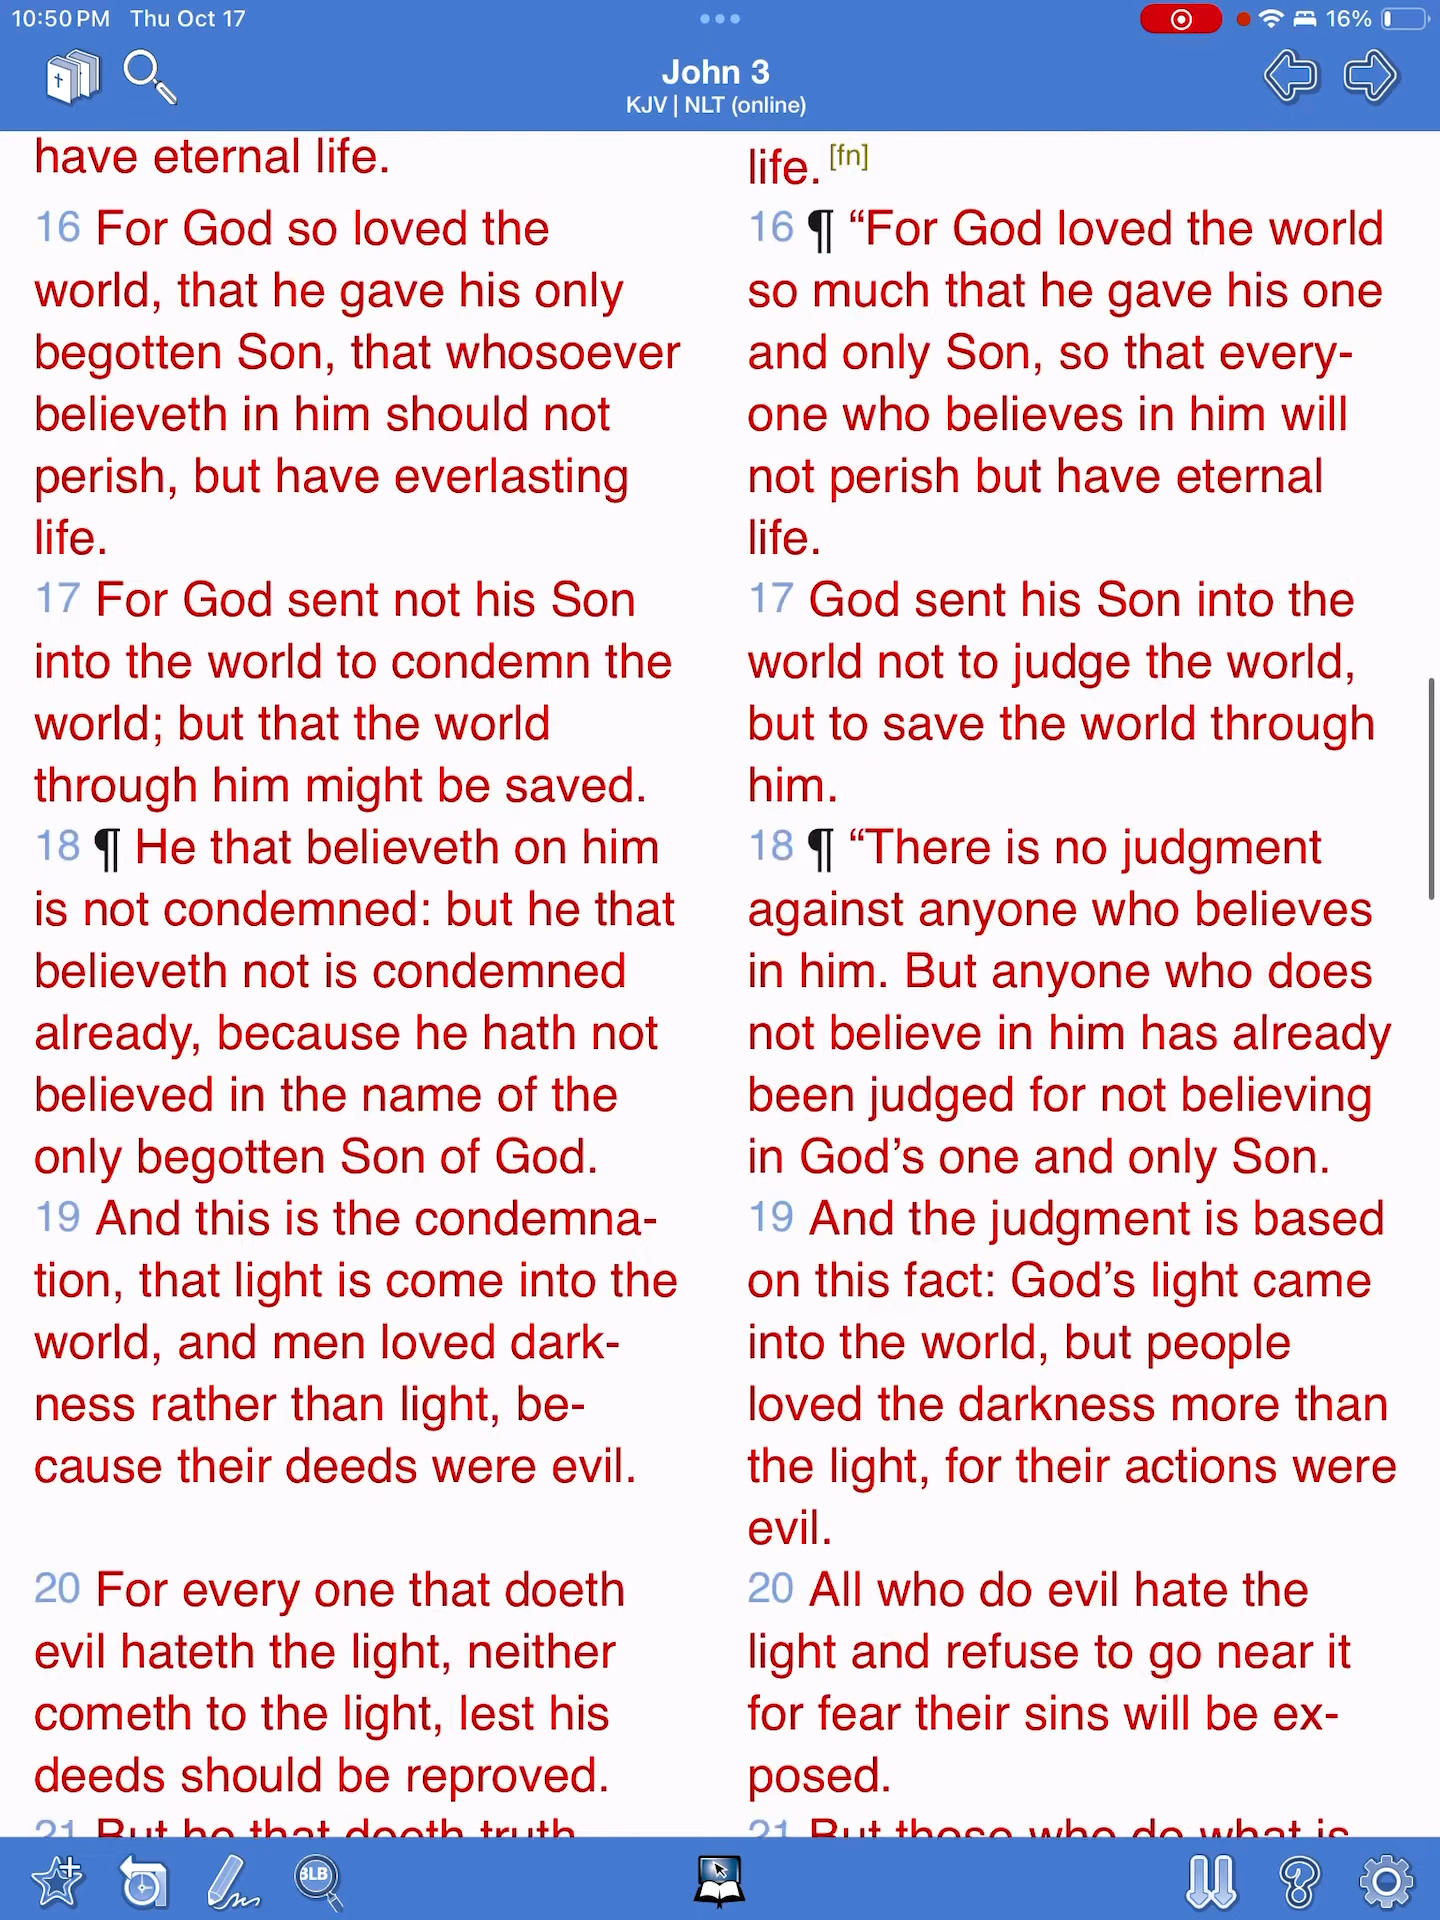 10:50 PM Thu Oct 17
16%
John 3
KJV | NLT (online)
have eternal life.
16 For God so loved the
world, that he gave his only
begotten Son, that whosoever
believeth in him should not
perish, but have everlasting
life.
17 For God sent not his Son
into the world to condemn the
world; but that the world
through him might be saved.
18 ¶ He that believeth on him
is not condemned: but he that
believeth not is condemned
already, because he hath not
believed in the name of the
only begotten Son of God.
19 And this is the condemna-
tion, that light is come into the
world, and men loved dark-
ness rather than light, be-
cause their deeds were evil.
20 For every one that doeth
evil hateth the light, neither
cometh to the light, lest his
deeds should be reproved.
21 But he that doeth truth
life. [fn]
16 ¶ “For God loved the world
so much that he gave his one
and only Son, so that every-
one who believes in him will
not perish but have eternal
life.
17 God sent his Son into the
world not to judge the world,
but to save the world through
him.
18 ¶ “There is no judgment
against anyone who believes
in him. But anyone who does
not believe in him has already
been judged for not believing
in God’s one and only Son.
19 And the judgment is based
on this fact: God’s light came
into the world, but people
loved the darkness more than
the light, for their actions were
evil.
20 All who do evil hate the
light and refuse to go near it
for fear their sins will be ex-
posed.
21 But those who do what is
BLB